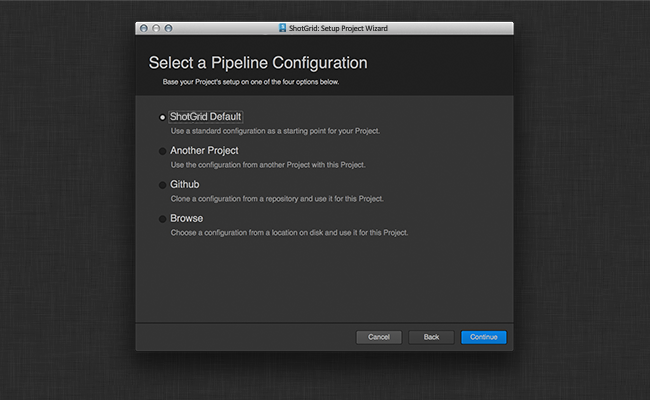 ShotGrid: Setup Project Wizard
Select a Pipeline Configuration
Base your Project's setup on one of the four options below.
ShotGrid Default
Use a standard configuration as a starting point for your Project.
Another Project
Use the configuration from another Project with this Project.
Github
Clone a configuration from a repository and use it for this Project.
Browse
Choose a configuration from a location on disk and use it for this Project.
Cancel Back Continue